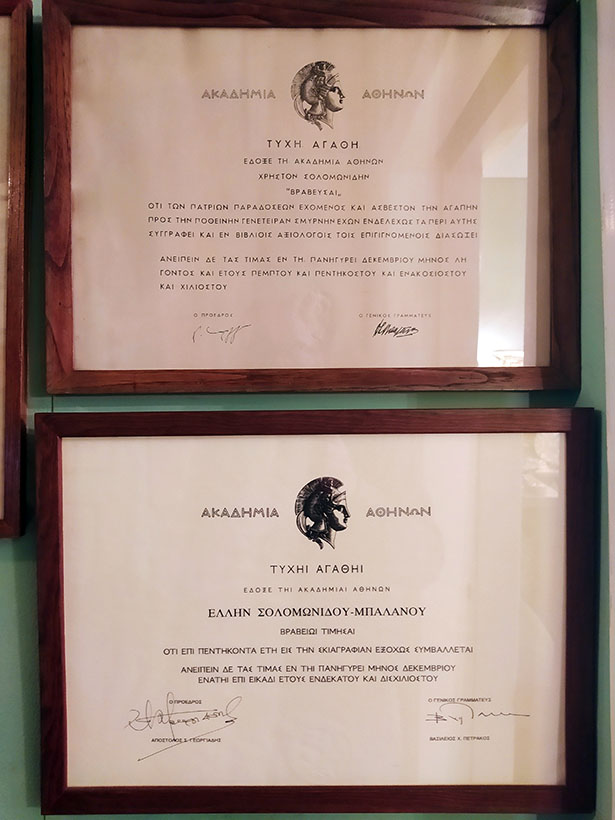 ΑΚΑΔΗΜΙΑ ΑΘΗΝΩΝ
ΤΥΧΗ ΑΓΑΘΗ
ΕΔΟΞΕ ΤΗ ΑΚΑΔΗΜΙΑ ΑΘΗΝΩΝ
ΧΡΗΣΤΟΝ ΣΟΛΟΜΩΝΙΔΗΝ
"ΒΡΑΒΕΥΣΑΙ„
ΟΤΙ ΤΩΝ ΠΑΤΡΙΩΝ ΠΑΡΑΔΟΣΕΩΝ ΕΧΟΜΕΝΟΣ ΚΑΙ ΑΣΒΕΣΤΟΝ ΤΗΝ ΑΓΑΠΗΝ
ΠΡΟΣ ΤΗΝ ΠΟΘΕΙΝΗΝ ΓΕΝΕΤΕΙΡΑΝ ΣΜΥΡΝΗΝ ΕΧΩΝ ΕΝΔΕΛΕΧΩΣ ΤΑ ΠΕΡΙ ΑΥΤΗΣ
ΣΥΓΓΡΑΦΕΙ ΚΑΙ ΕΝ ΒΙΒΛΙΟΙΣ ΑΞΙΟΛΟΓΟΙΣ ΤΟΙΣ ΕΠΙΓΙΓΝΟΜΕΝΟΙΣ ΔΙΑΣΩΖΕΙ
ΑΝΕΙΠΕΙΝ ΔΕ ΤΑΣ ΤΙΜΑΣ ΕΝ ΤΗ ΠΑΝΗΓΥΡΕΙ ΔΕΚΕΜΒΡΙΟΥ ΜΗΝΟΣ ΛΗ
ΓΟΝΤΟΣ ΚΑΙ ΕΤΟΥΣ ΠΕΜΠΤΟΥ ΚΑΙ ΠΕΝΤΗΚΟΣΤΟΥ ΚΑΙ ΕΝΑΚΟΣΙΟΣΤΟΥ
ΚΑΙ ΧΙΛΙΟΣΤΟΥ
Ο ΠΡΟΕΔΡΟΣ Ο ΓΕΝΙΚΟΣ ΓΡΑΜΜΑΤΕΥΣ
ΑΚΑΔΗΜΙΑ ΑΘΗΝΩΝ
ΤΥΧΗΙ ΑΓΑΘΗΙ
ΕΔΟΞΕ ΤΗΙ ΑΚΑΔΗΜΙΑΙ ΑΘΗΝΩΝ
ΕΛΛΗΝ ΣΟΛΟΜΩΝΙΔΟΥ-ΜΠΑΛΑΝΟΥ
ΒΡΑΒΕΙΩΙ ΤΙΜΗΣΑΙ
ΟΤΙ ΕΠΙ ΠΕΝΤΗΚΟΝΤΑ ΕΤΗ ΕΙΣ ΤΗΝ ΣΚΙΑΓΡΑΦΙΑΝ ΕΞΟΧΩΣ ΣΥΜΒΑΛΛΕΤΑΙ
ΑΝΕΙΠΕΙΝ ΔΕ ΤΑΣ ΤΙΜΑΣ ΕΝ ΤΗΙ ΠΑΝΗΓΥΡΕΙ ΜΗΝΟΣ ΔΕΚΕΜΒΡΙΟΥ
ΕΝΑΤΗΙ ΕΠΙ ΕΙΚΑΔΙ ΕΤΟΥΣ ΕΝΔΕΚΑΤΟΥ ΚΑΙ ΔΙΣΧΙΛΙΟΣΤΟΥ
Ο ΠΡΟΕΔΡΟΣ Ο ΓΕΝΙΚΟΣ ΓΡΑΜΜΑΤΕΥΣ
ΑΠΟΣΤΟΛΟΣ Σ. ΓΕΩΡΓΙΑΔΗΣ ΒΑΣΙΛΕΙΟΣ Χ. ΠΕΤΡΑΚΟΣ